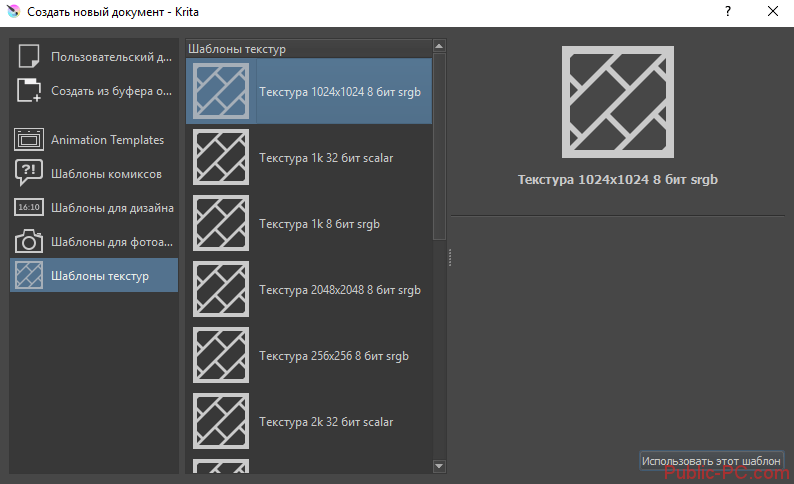 Создать новый документ - Krita
Пользовательский д...
Создать из буфера о...
Animation Templates
?!
Шаблоны комиксов
16:10
Шаблоны для дизайна
Шаблоны для фотоа...
Шаблоны текстур
Шаблоны текстур
Текстура 1024x1024 8 бит srgb
Текстура 1k 32 бит scalar
Текстура 1k 8 бит srgb
Текстура 2048x2048 8 бит srgb
Текстура 256x256 8 бит srgb
Текстура 2k 32 бит scalar
Текстура 1024x1024 8 бит srgb
Использовать этот шаблон
Public-PC.com